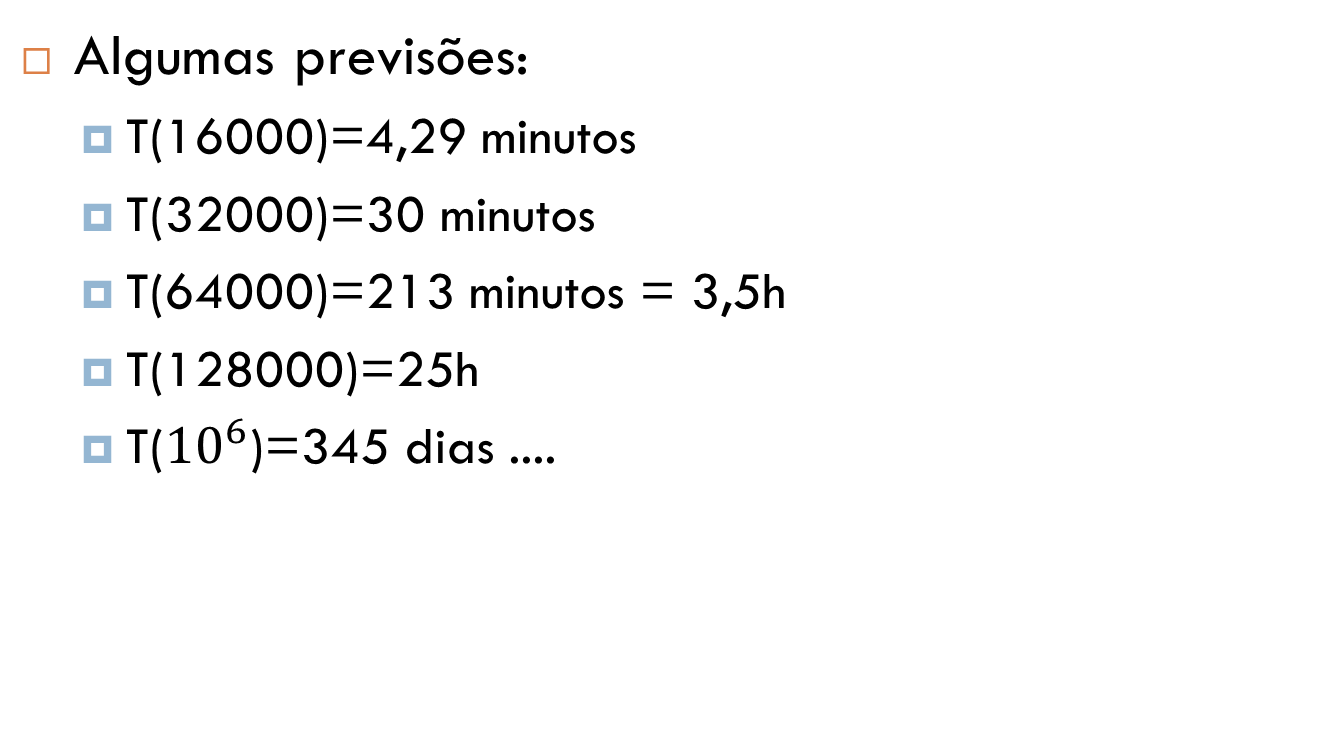 Algumas previsões:
T(16000)=4,29 minutos
T(32000)=30 minutos
T(64000)=213 minutos = 3,5h
T(128000)=25h
T(10⁶)=345 dias ....